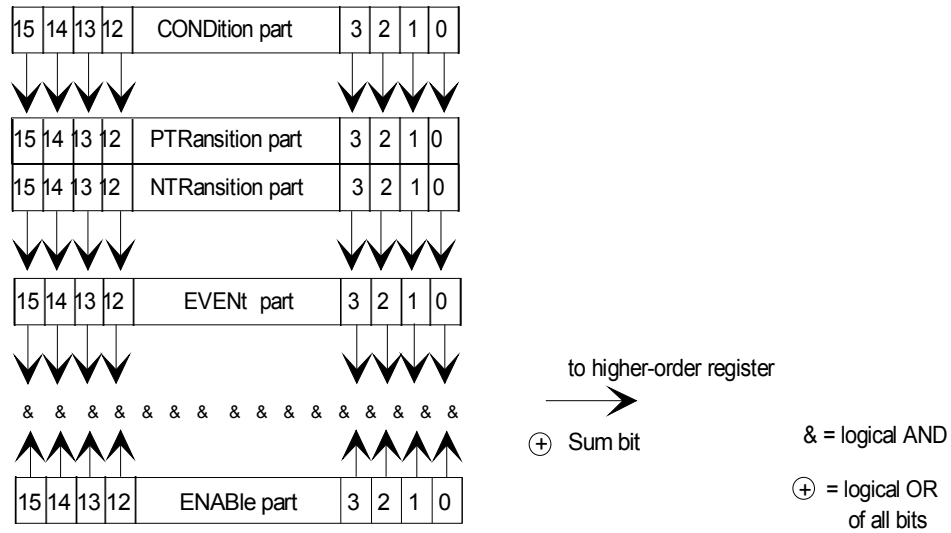 15 14 13 12 CONDition part 3 2 1 0
15 14 13 12 PTRansition part 3 2 1 0
15 14 13 12 NTRansition part 3 2 1 0
15 14 13 12 EVENt part 3 2 1 0
to higher-order register
& & & & & & & & & & & & & & & &
+ Sum bit
& = logical AND
15 14 13 12 ENABle part 3 2 1 0
+ = logical OR
of all bits